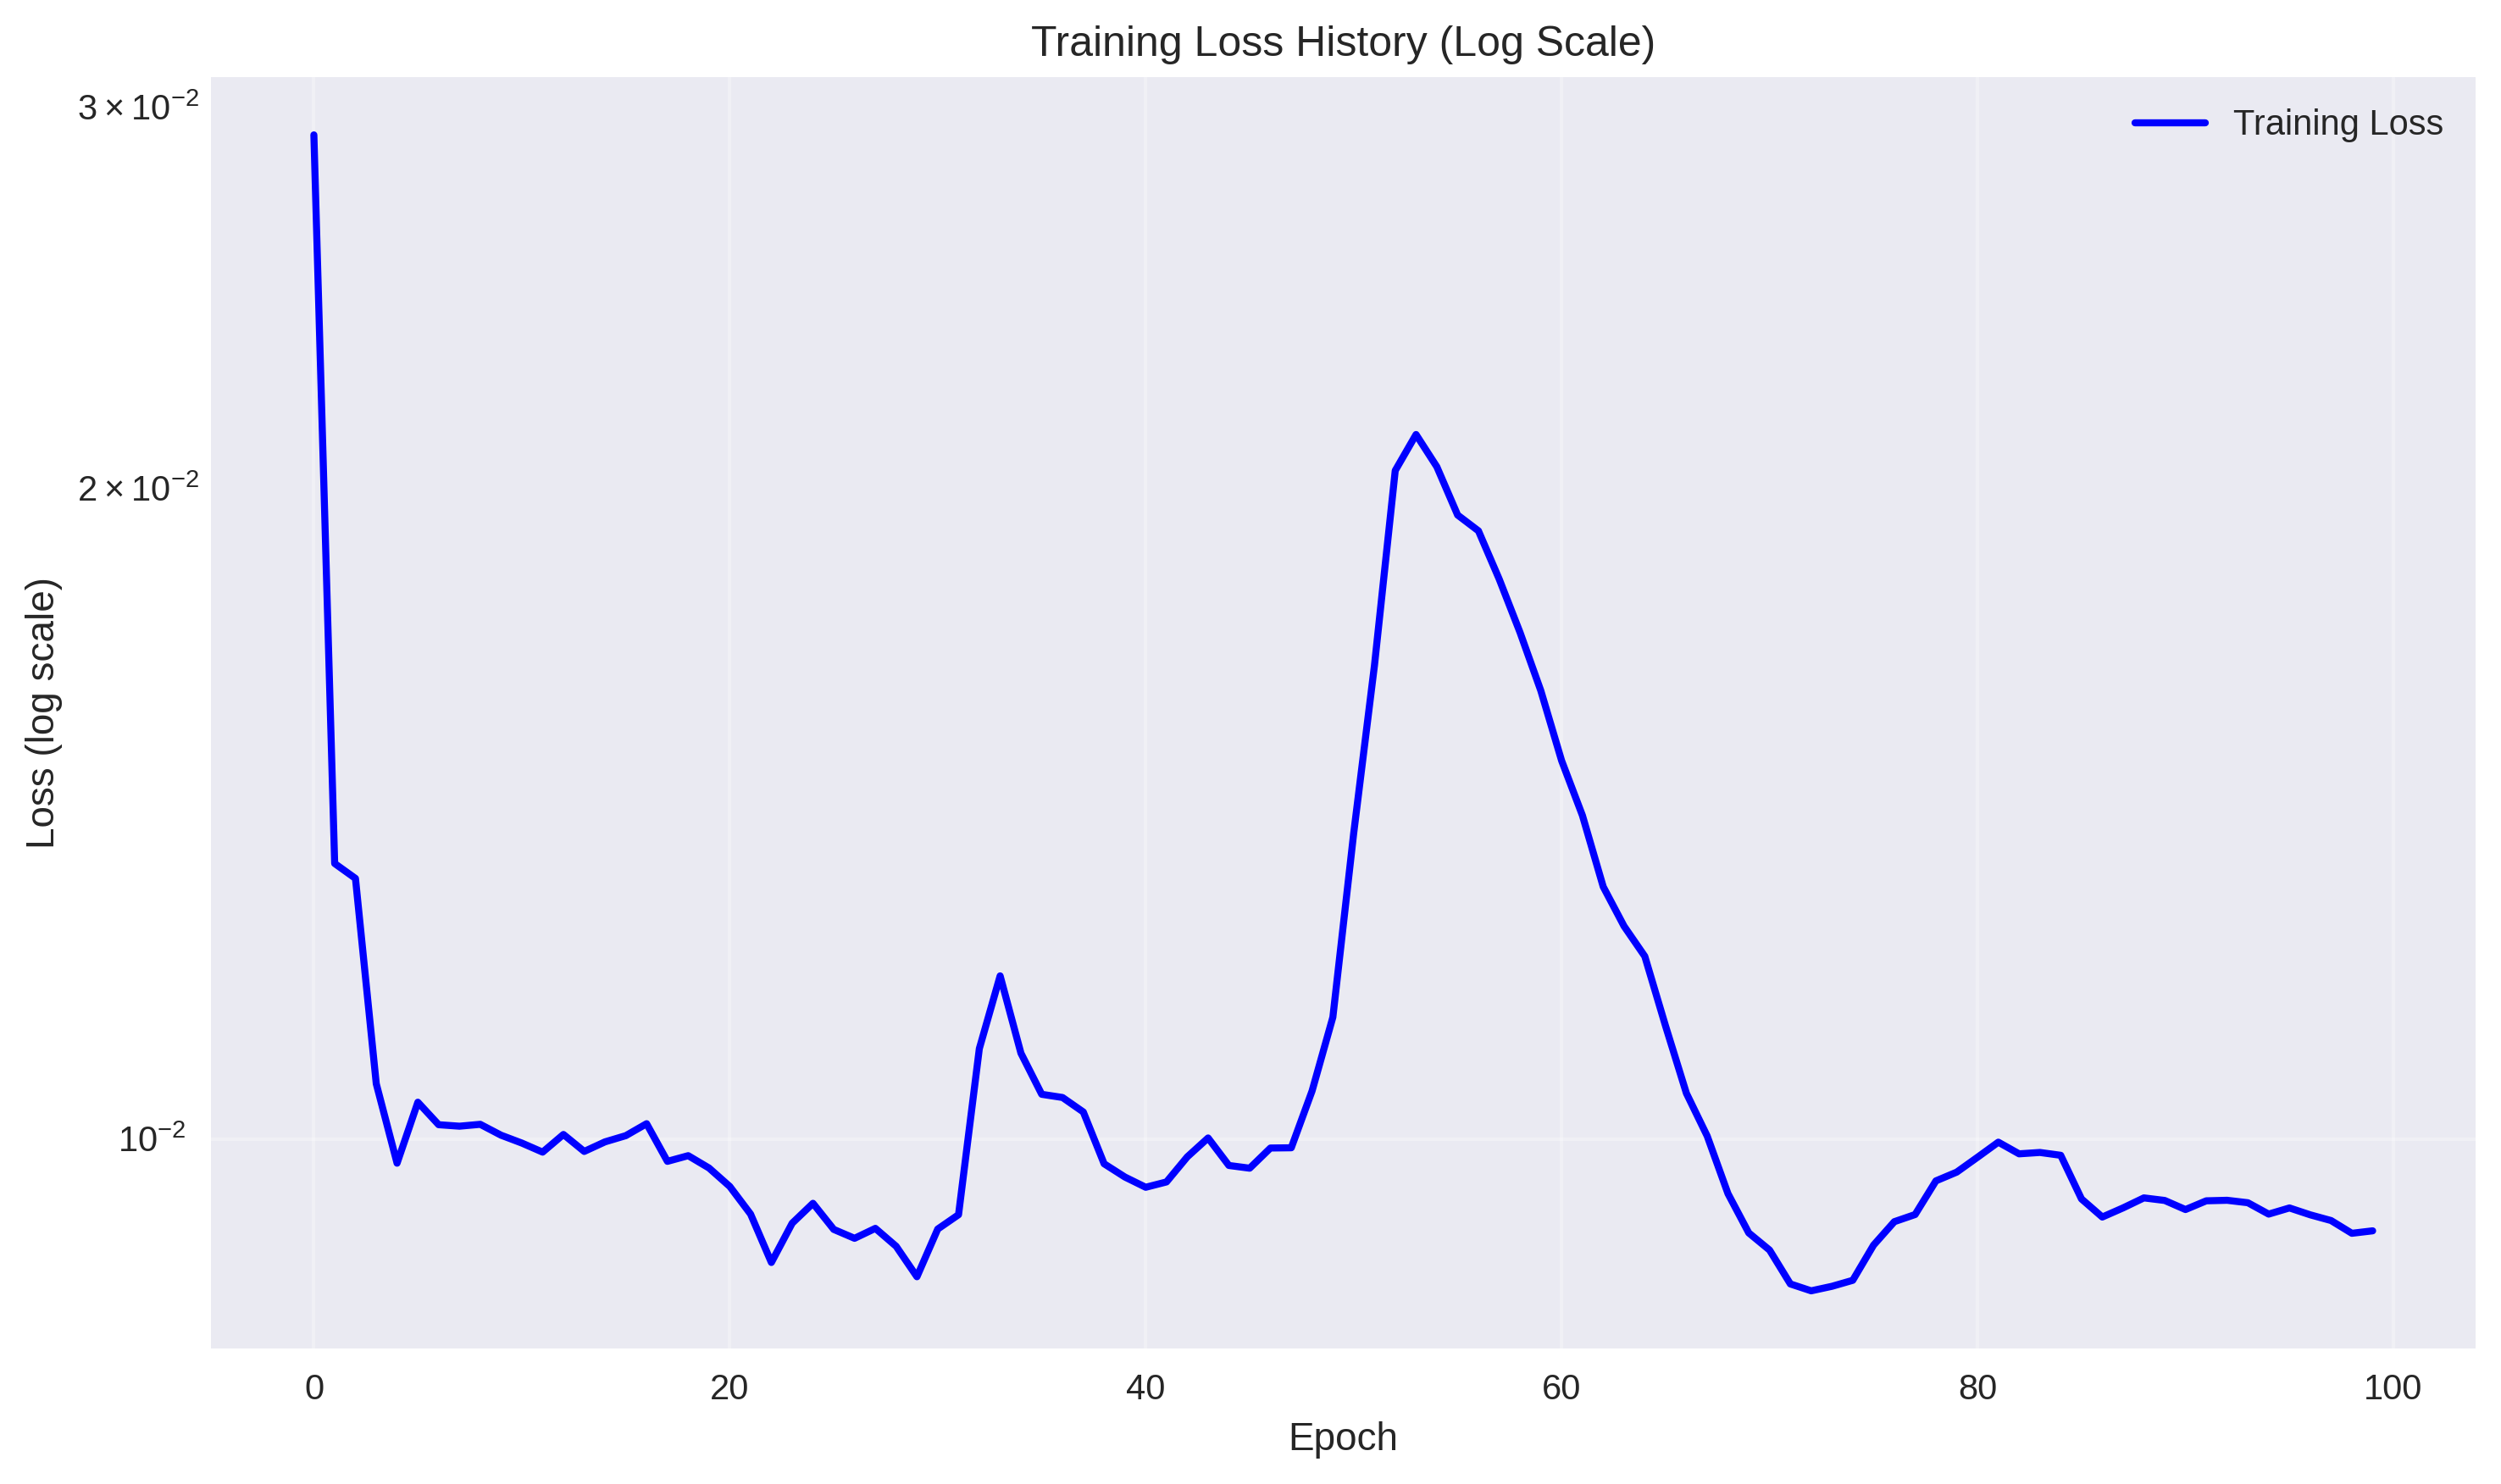 Training Loss History (Log Scale)
3 × 10⁻²
Training Loss
2 × 10⁻²
Loss (log scale)
10⁻²
0 20 40 60 80 100
Epoch